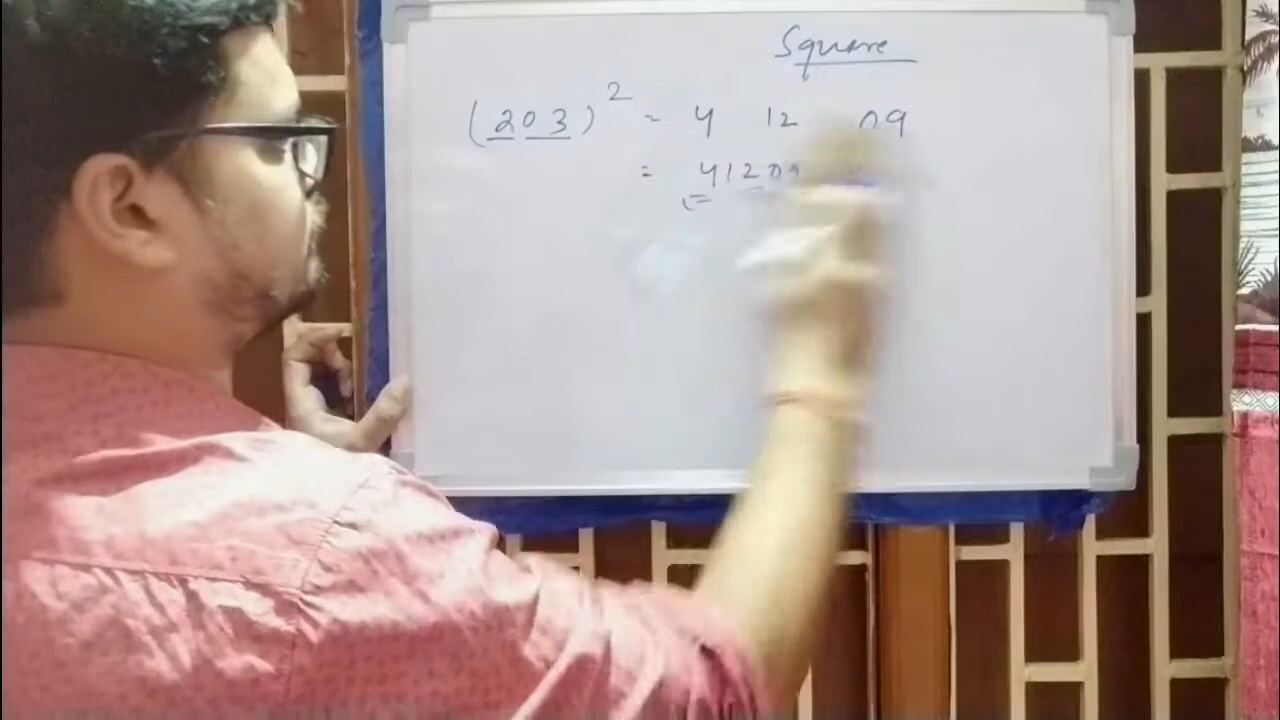 Square
(203)² = 4 12 09
= 41209